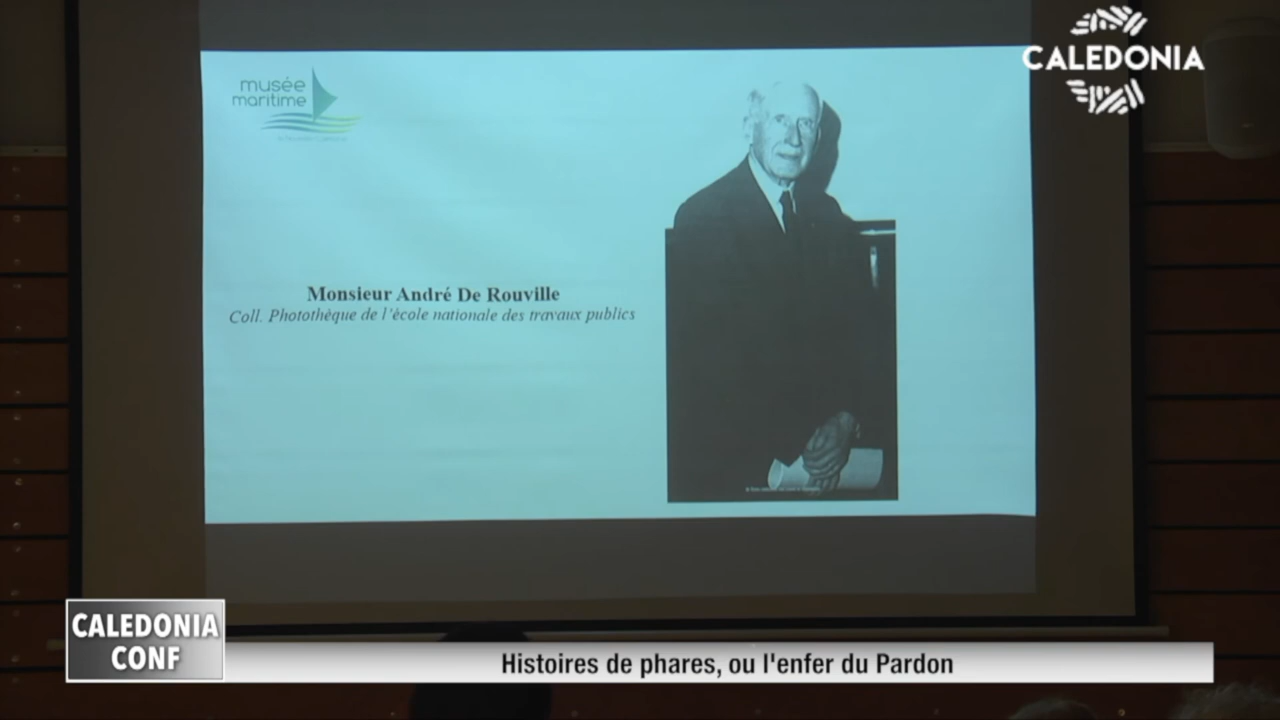 CALEDONIA
musée
maritime
Monsieur André De Rouville
Coll. Photothèque de l'école nationale des travaux publics
CALEDONIA
CONF
Histoires de phares, ou l'enfer du Pardon